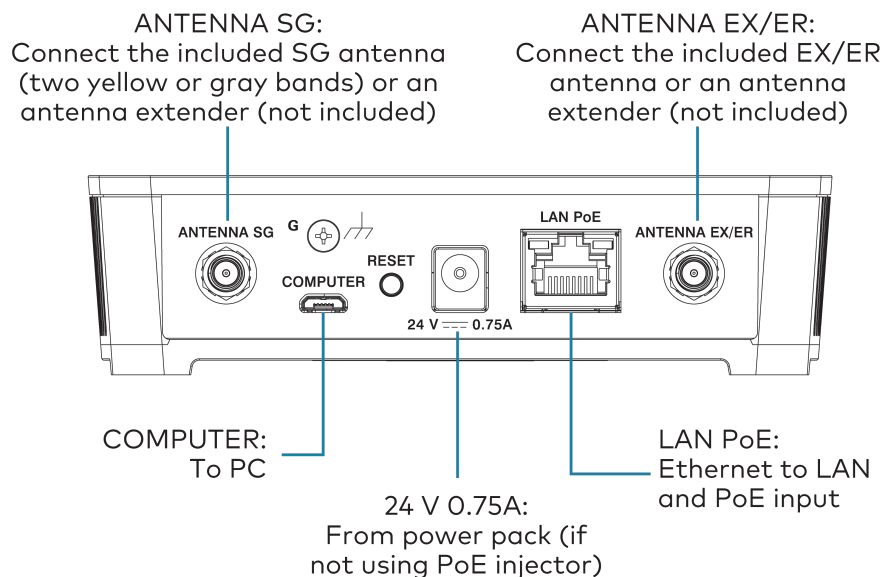 ANTENNA SG:
Connect the included SG antenna
(two yellow or gray bands) or an
antenna extender (not included)
ANTENNA EX/ER:
Connect the included EX/ER
antenna or an antenna
extender (not included)
ANTENNA SG
G
COMPUTER
RESET
24 V 0.75A
LAN PoE
ANTENNA EX/ER
COMPUTER:
To PC
24 V 0.75A:
From power pack (if
not using PoE injector)
LAN PoE:
Ethernet to LAN
and PoE input